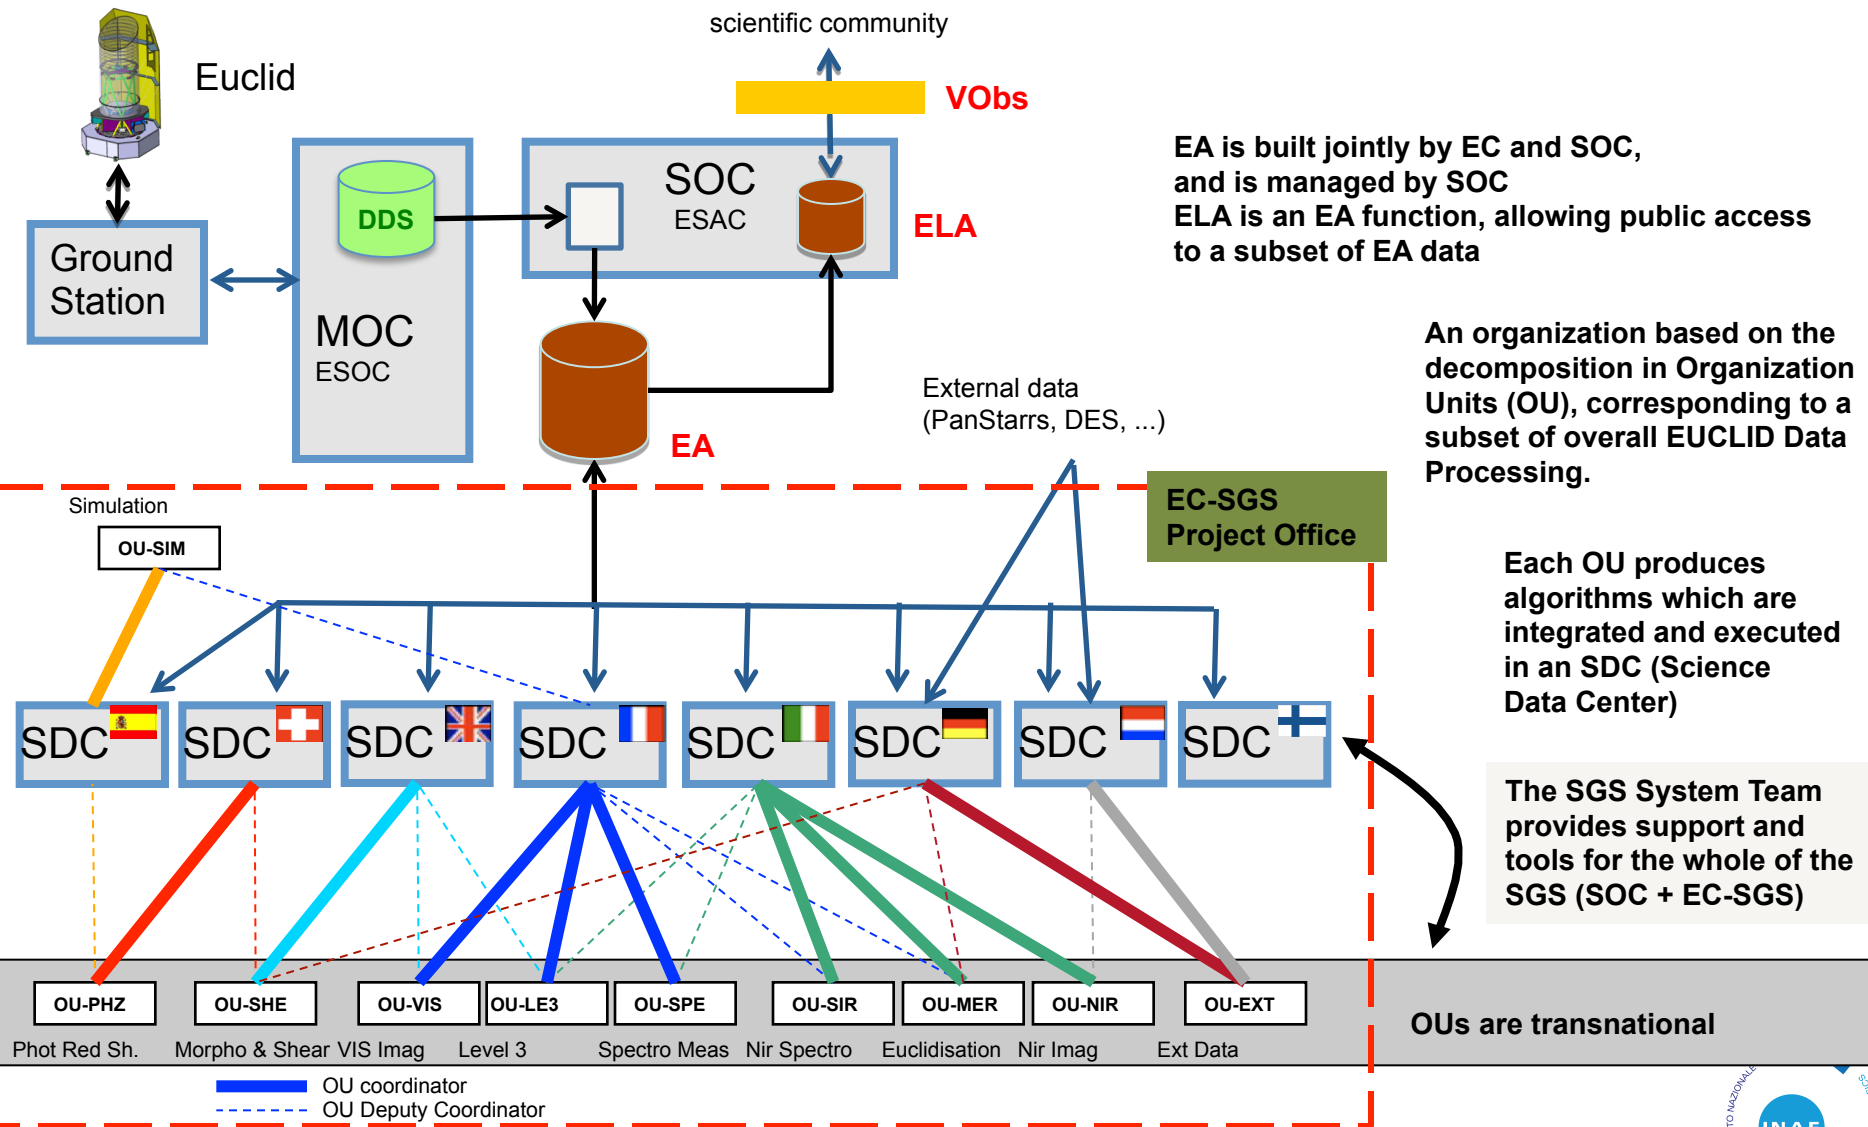 scientific community
Euclid
VObs
EA is built jointly by EC and SOC,
and is managed by SOC
ELA is an EA function, allowing public access
to a subset of EA data
SOC
ESAC
DDS
ELA
Ground
Station
MOC
ESOC
An organization based on the
decomposition in Organization
Units (OU), corresponding to a
subset of overall EUCLID Data
Processing.
External data
(PanStarrs, DES, ...)
EA
EC-SGS
Project Office
Simulation
OU-SIM
Each OU produces
algorithms which are
integrated and executed
in an SDC (Science
Data Center)
SDC
SDC
SDC
SDC
SDC
SDC
SDC
SDC
The SGS System Team
provides support and
tools for the whole of the
SGS (SOC + EC-SGS)
OU-PHZ
OU-SHE
OU-VIS
OU-LE3
OU-SPE
OU-SIR
OU-MER
OU-NIR
OU-EXT
OUs are transnational
Phot Red Sh.
Morpho & Shear
VIS Imag
Level 3
Spectro Meas
Nir Spectro
Euclidisation
Nir Imag
Ext Data
OU coordinator
OU Deputy Coordinator
NAZIONALE
INAF